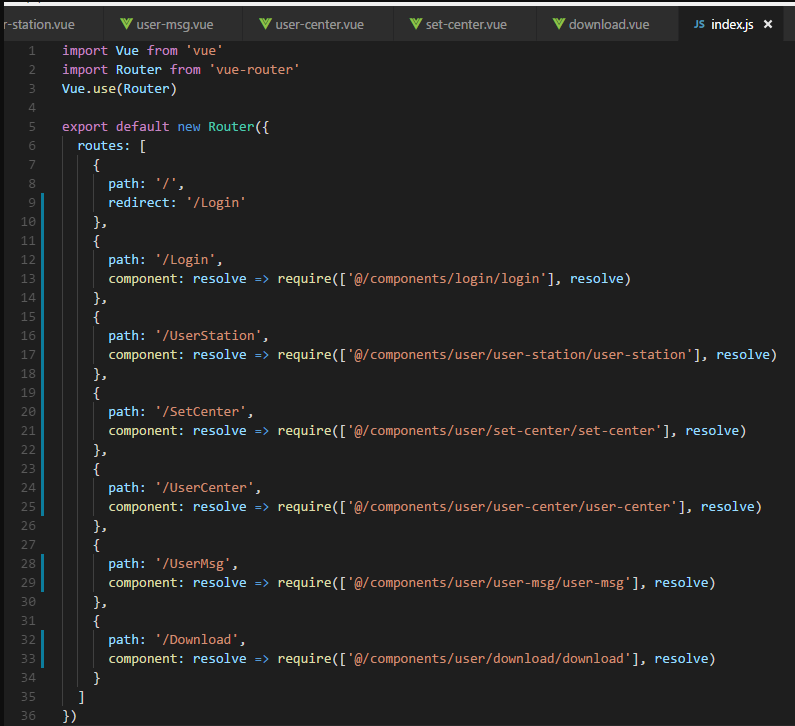 r-station.vue user-msg.vue user-center.vue set-center.vue download.vue JS index.js ×
1 import Vue from 'vue'
2 import Router from 'vue-router'
3 Vue.use(Router)
4
5 export default new Router({
6   routes: [
7     {
8       path: '/',
9       redirect: '/Login'
10     },
11     {
12       path: '/Login',
13       component: resolve => require(['@/components/login/login'], resolve)
14     },
15     {
16       path: '/UserStation',
17       component: resolve => require(['@/components/user/user-station/user-station'], resolve)
18     },
19     {
20       path: '/SetCenter',
21       component: resolve => require(['@/components/user/set-center/set-center'], resolve)
22     },
23     {
24       path: '/UserCenter',
25       component: resolve => require(['@/components/user/user-center/user-center'], resolve)
26     },
27     {
28       path: '/UserMsg',
29       component: resolve => require(['@/components/user/user-msg/user-msg'], resolve)
30     },
31     {
32       path: '/Download',
33       component: resolve => require(['@/components/user/download/download'], resolve)
34     }
35   ]
36 })